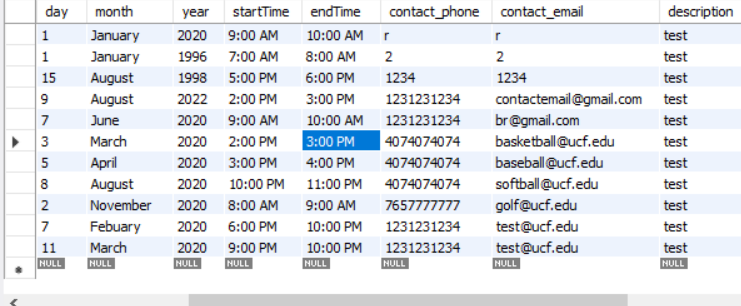 day month year startTime endTime contact_phone contact_email description
1 January 2020 9:00 AM 10:00 AM r r test
1 January 1996 7:00 AM 8:00 AM 2 2 test
15 August 1998 5:00 PM 6:00 PM 1234 1234 test
9 August 2022 2:00 PM 3:00 PM 1231231234 contactemail@gmail.com test
7 June 2020 9:00 AM 10:00 AM 1231231234 br@gmail.com test
3 March 2020 2:00 PM 3:00 PM 4074074074 basketball@ucf.edu test
5 April 2020 3:00 PM 4:00 PM 4074074074 baseball@ucf.edu test
8 August 2020 10:00 PM 11:00 PM 4074074074 softball@ucf.edu test
2 November 2020 8:00 AM 9:00 AM 7657777777 golf@ucf.edu test
7 Febuary 2020 6:00 PM 10:00 PM 1231231234 test@ucf.edu test
11 March 2020 9:00 PM 10:00 PM 1231231234 test@ucf.edu test
NULL NULL NULL NULL NULL NULL NULL NULL